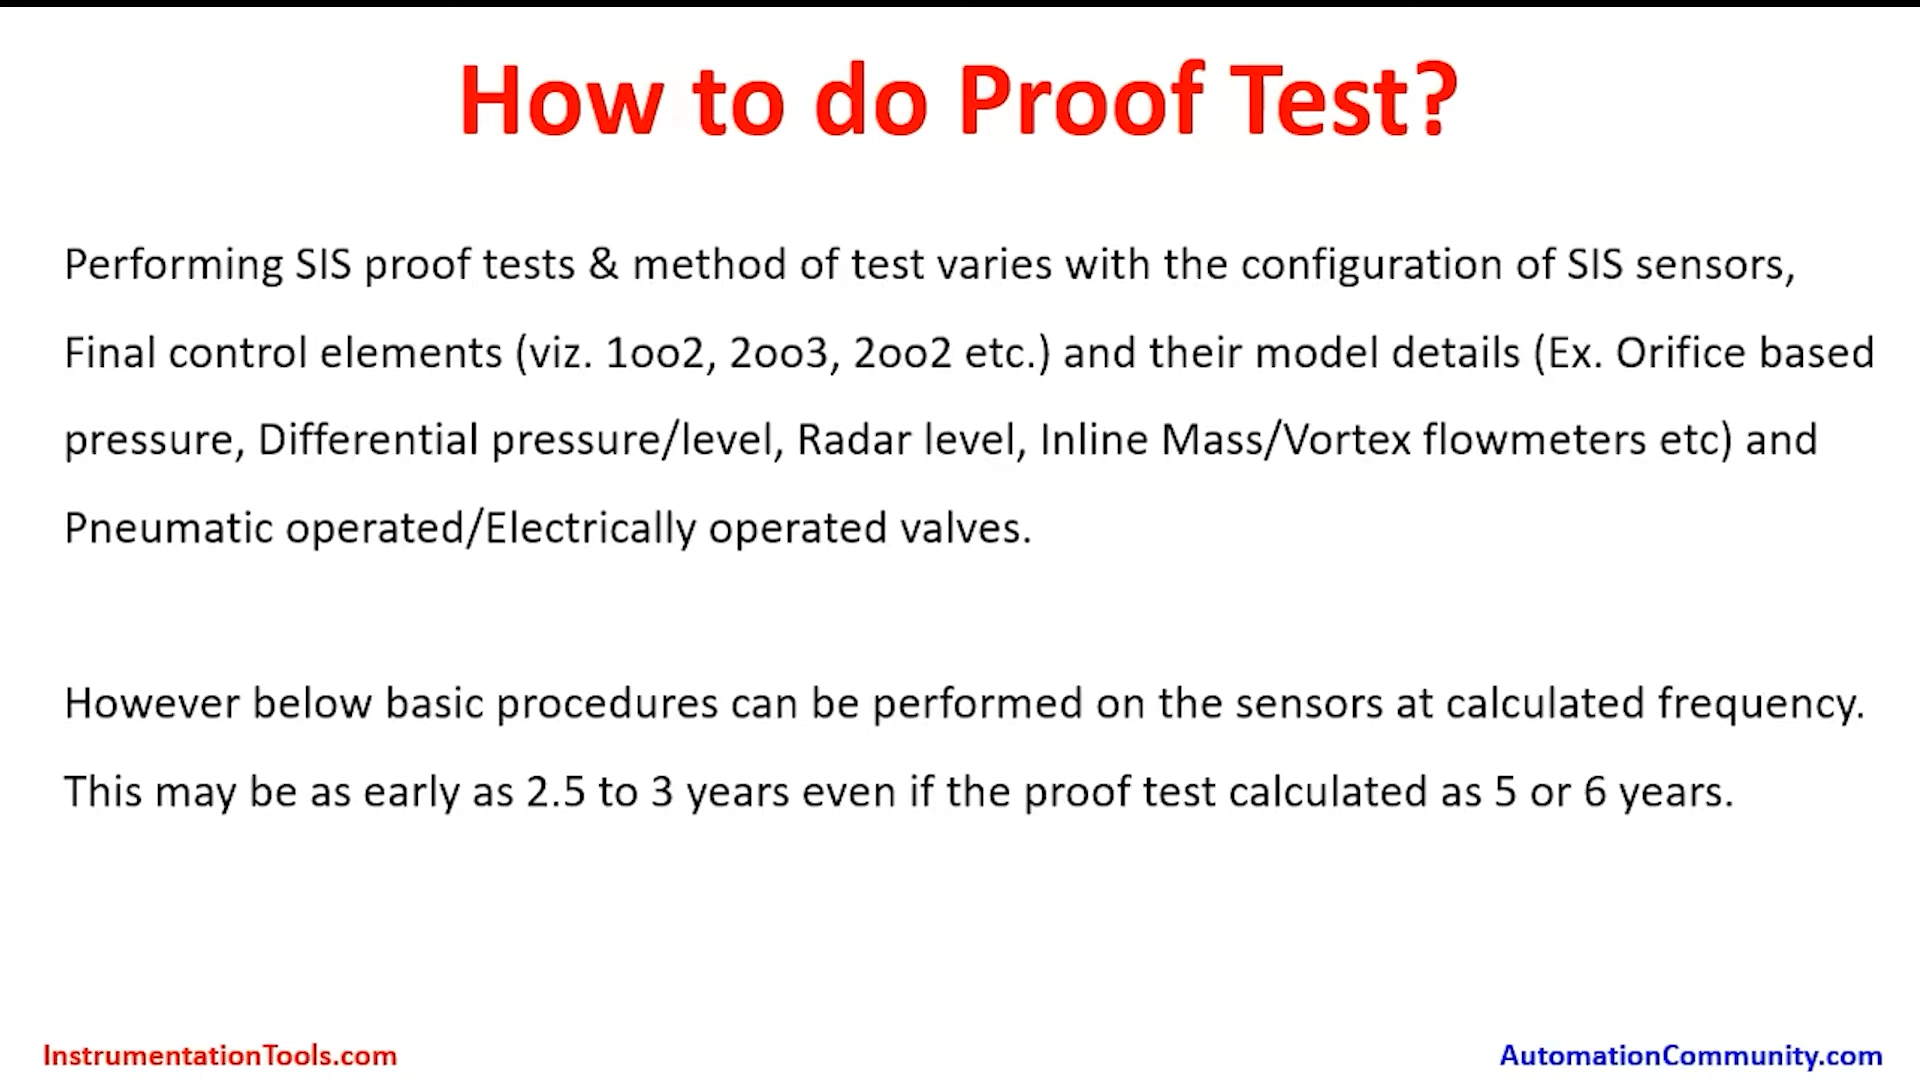 How to do Proof Test?
Performing SIS proof tests & method of test varies with the configuration of SIS sensors,
Final control elements (viz. 1oo2, 2oo3, 2oo2 etc.) and their model details (Ex. Orifice based
pressure, Differential pressure/level, Radar level, Inline Mass/Vortex flowmeters etc) and
Pneumatic operated/Electrically operated valves.
However below basic procedures can be performed on the sensors at calculated frequency.
This may be as early as 2.5 to 3 years even if the proof test calculated as 5 or 6 years.
InstrumentationTools.com
AutomationCommunity.com